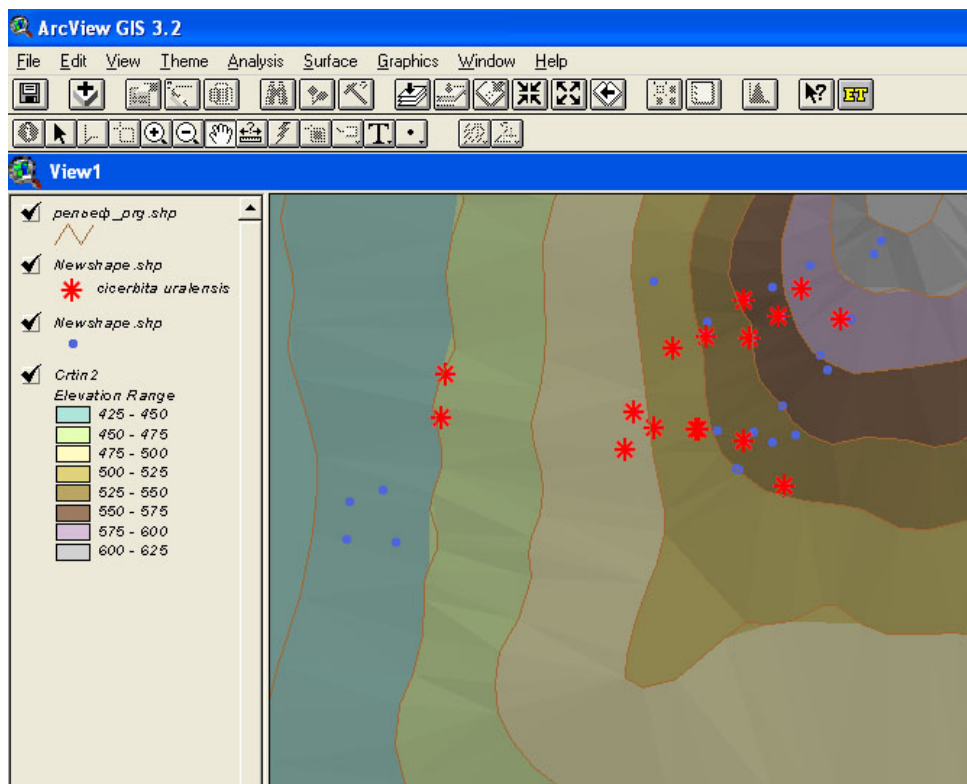 ArcView GIS 3.2
File Edit View Theme Analysis Surface Graphics Window Help
? ET
T
View1
рельеф_prg.shp
Newshape.shp
cicerbita uralensis
Newshape.shp
Crtin2
Elevation Range
425 - 450
450 - 475
475 - 500
500 - 525
525 - 550
550 - 575
575 - 600
600 - 625